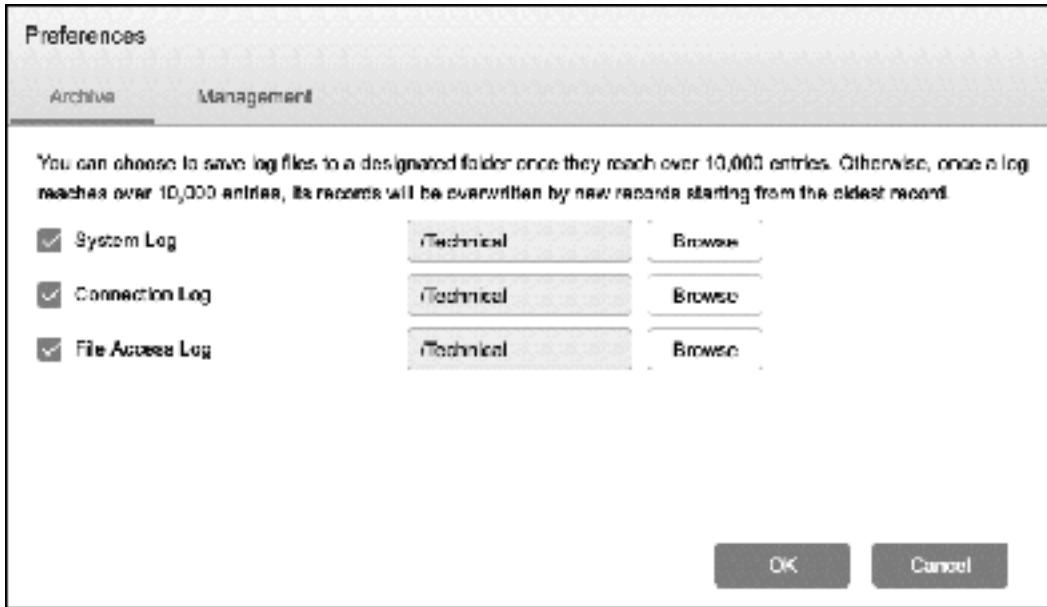 Preferences
Archive Management
You can choose to save log files to a designated folder once they reach over 10,000 entries. Otherwise, once a log
reaches over 10,000 entries, its records will be overwritten by new records starting from the oldest record.
System Log /Technical Browse
Connection Log /Technical Browse
File Access Log /Technical Browse
OK Cancel